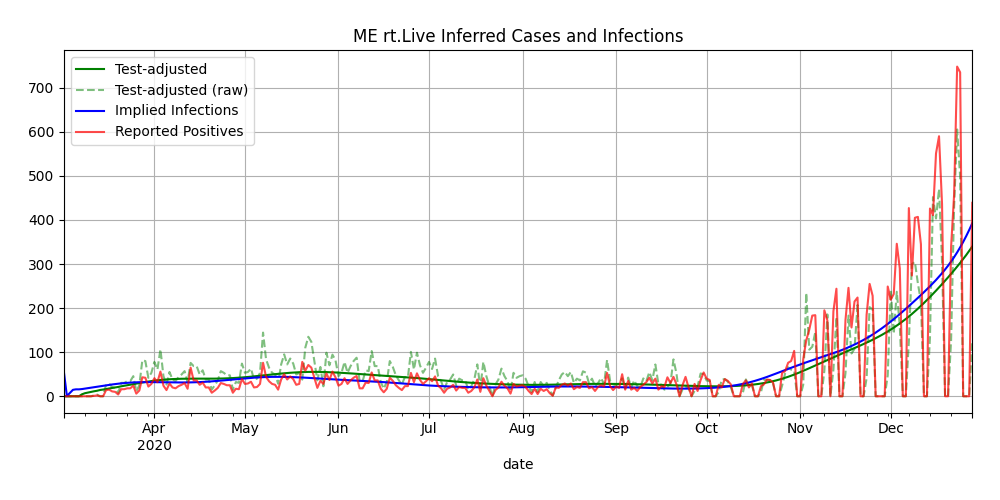 ME rt.Live Inferred Cases and Infections
Test-adjusted
Test-adjusted (raw)
Implied Infections
Reported Positives
700
600
500
400
300
200
100
0
Apr May Jun Jul Aug Sep Oct Nov Dec
2020
date